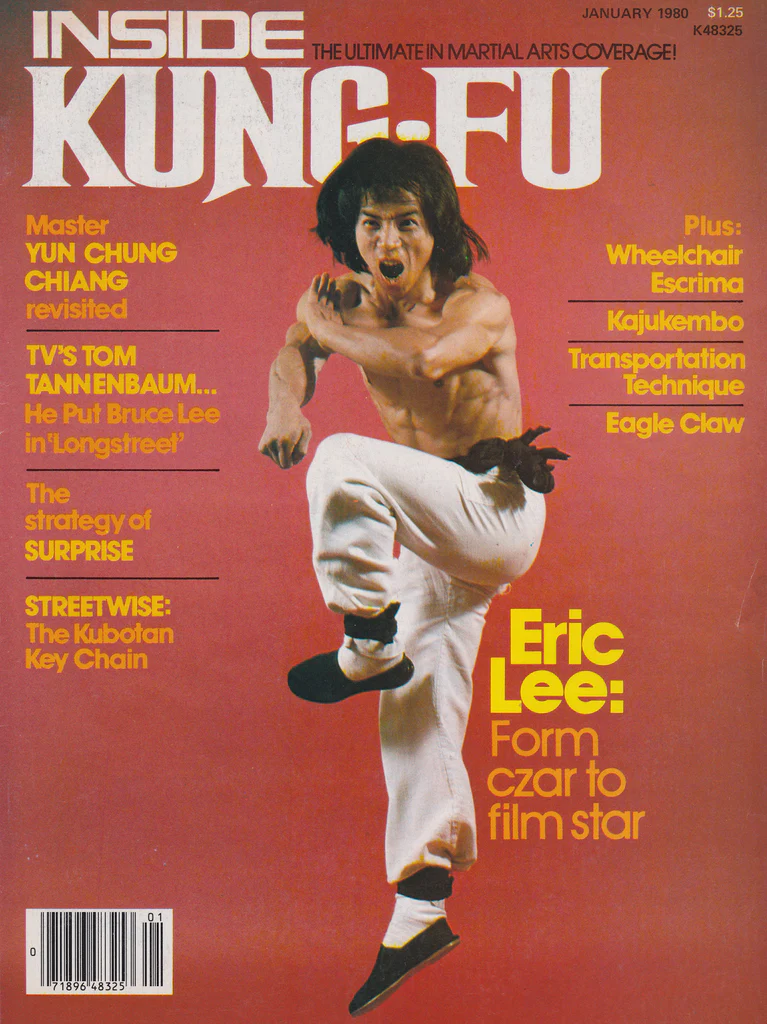 JANUARY 1980 $1.25
K48325
INSIDE
THE ULTIMATE IN MARTIAL ARTS COVERAGE!
KUNG-FU
Master
YUN CHUNG
CHIANG
revisited
TV'S TOM
TANNENBAUM...
He Put Bruce Lee
in 'Longstreet'
The
strategy of
SURPRISE
STREETWISE:
The Kubotan
Key Chain
Plus:
Wheelchair
Escrima
Kajukembo
Transportation
Technique
Eagle Claw
Eric
Lee:
Form
czar to
film star
01
0
71896 48325